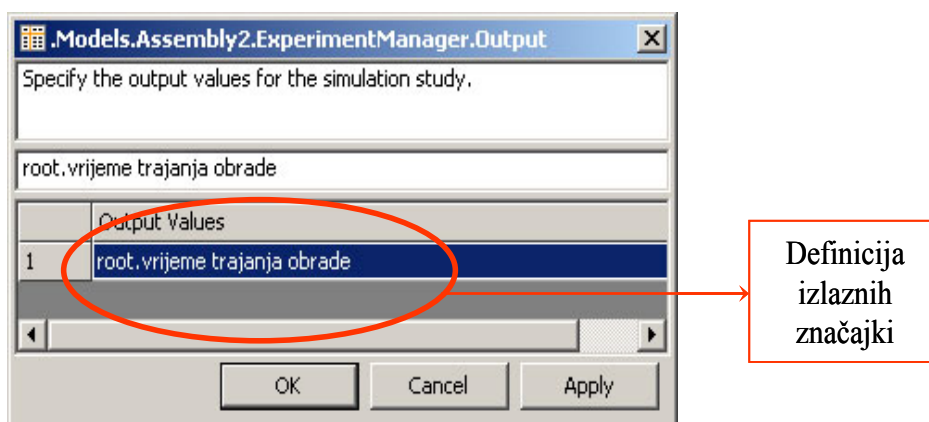 .Models.Assembly2.ExperimentManager.Output
Specify the output values for the simulation study.
root.vrijeme trajanja obrade
Output Values
1 root.vrijeme trajanja obrade
OK Cancel Apply
Definicija
izlaznih
značajki